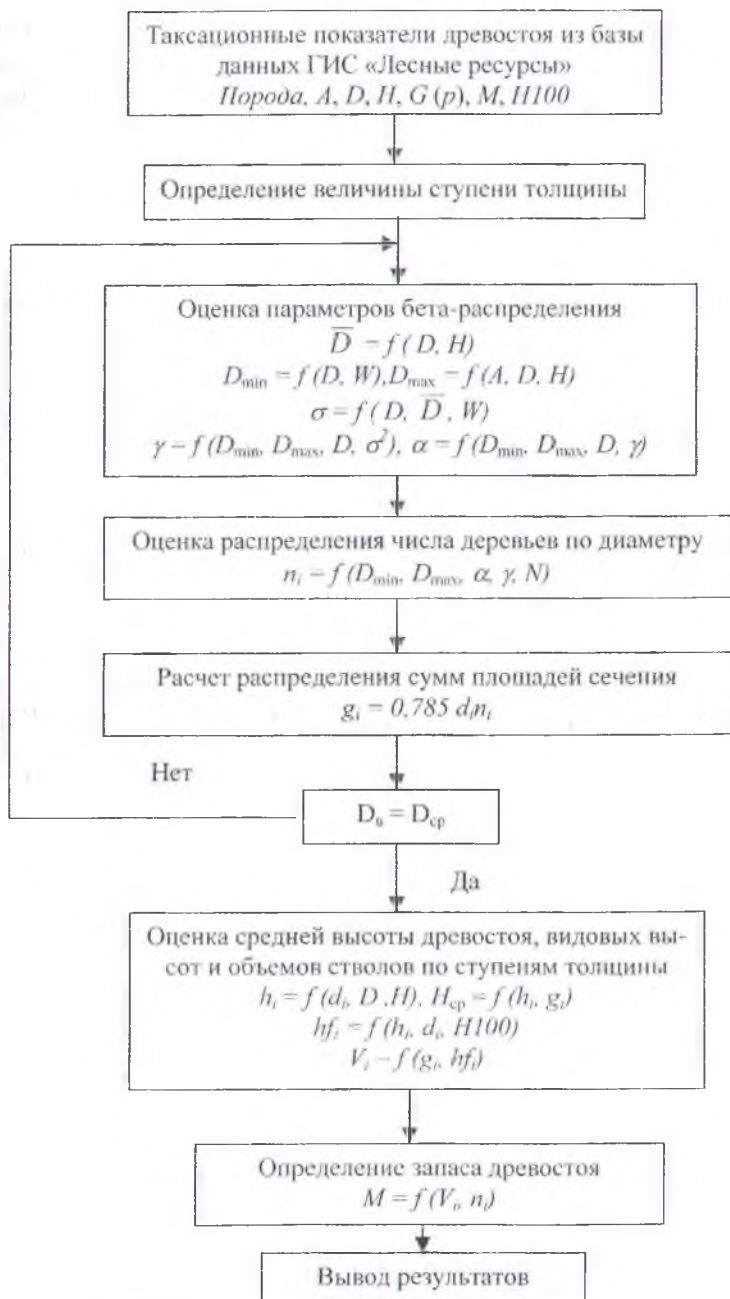 Таксационные показатели древостоя из базы
данных ГИС «Лесные ресурсы»
Порода, A, D, H, G (p), M, H100
Определение величины ступени толщины
Оценка параметров бета-распределения
D̅ = f(D, H)
Dmin = f(D, W), Dmax = f(A, D, H)
σ = f(D, D̅, W)
γ – f(Dmin, Dmax, D, σ²), α = f(Dmin, Dmax, D, γ)
Оценка распределения числа деревьев по диаметру
nᵢ – f(Dmin, Dmax, α, γ, N)
Расчет распределения сумм площадей сечения
gᵢ = 0,785 dᵢnᵢ
Нет
Dв = Dср
Да
Оценка средней высоты древостоя, видовых вы-
сот и объемов стволов по ступеням толщины
hᵢ = f(dᵢ, D ,H), Hср = f(hᵢ, gᵢ)
hfᵢ = f(hᵢ, dᵢ, H100)
Vᵢ – f(gᵢ, hfᵢ)
Определение запаса древостоя
M = f(Vᵢ, nᵢ)
Вывод результатов